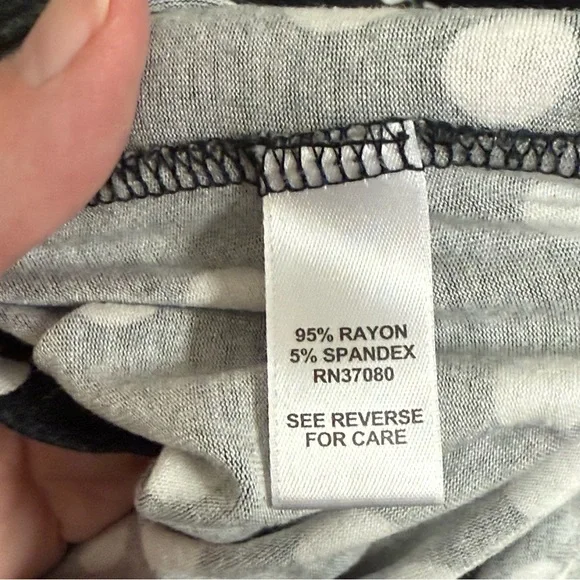 95% RAYON
5% SPANDEX
RN37080
SEE REVERSE
FOR CARE